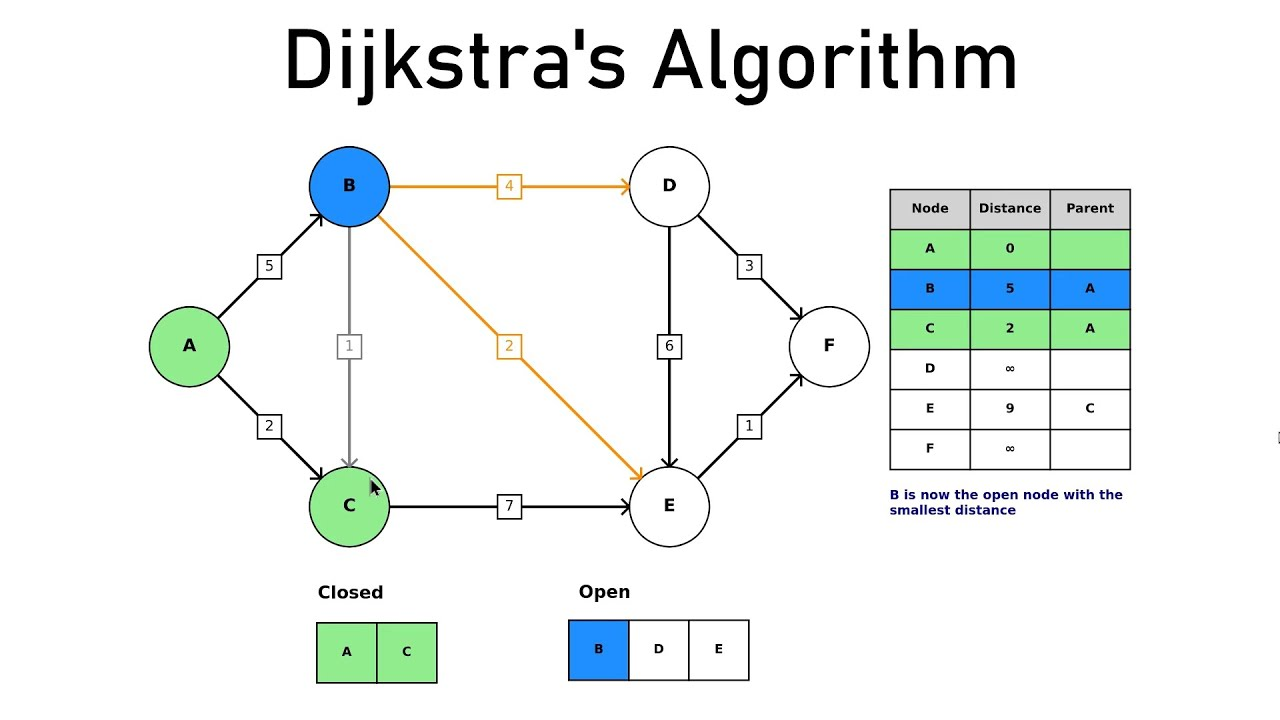 Dijkstra's Algorithm
B
4
D
5
3
A
1
2
6
F
2
1
C
7
E
Node Distance Parent
A 0
B 5 A
C 2 A
D ∞
E 9 C
F ∞
B is now the open node with the
smallest distance
Closed
A C
Open
B D E